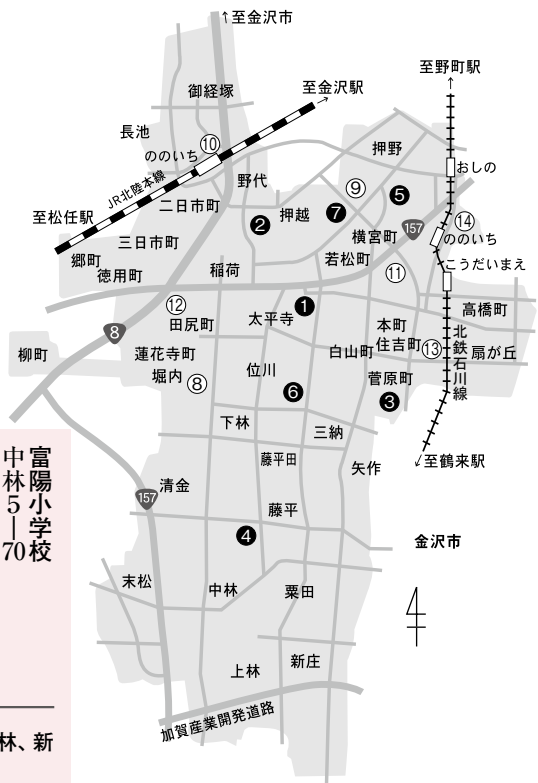 ↑至金沢市
至野町駅
↑
御経塚
至金沢駅
→
長池
⑩
ののいち
押野
おしの
JR北陸本線
野代
⑨
❺
至松任駅
←
二日市町
❷
押越
❼
横宮町
157
⑭
ののいち
三日市町
郷町
徳用町
稲荷
若松町
⑪
こうだいまえ
⑫
田尻町
太平寺
❶
高橋町
8
本町
住吉町
⑬
北鉄石川線
扇が丘
柳町
蓮花寺町
堀内
⑧
位川
白山町
菅原町
❻
❸
下林
三納
藤平田
矢作
↙至鶴来駅
157
清金
藤平
❹
金沢市
末松
中林
粟田
上林
新庄
加賀産業開発道路
富陽小学校
中林5―70
林、新